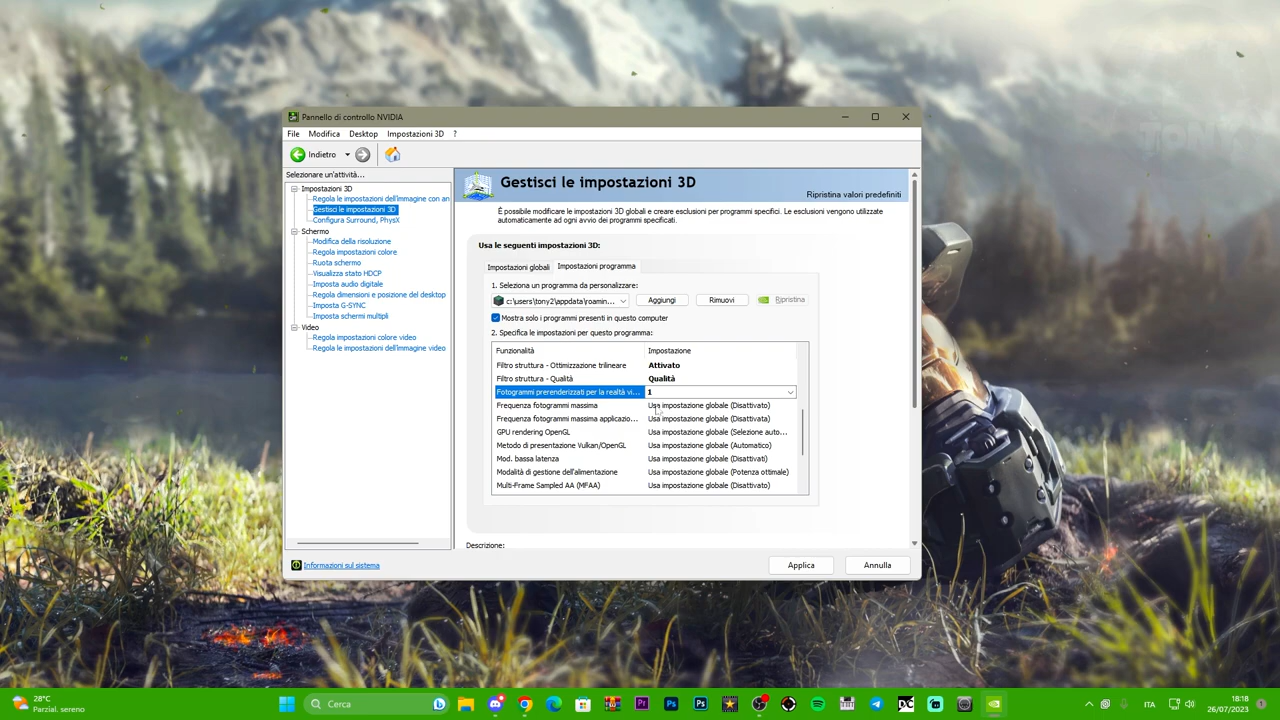 Pannello di controllo NVIDIA
File Modifica Desktop Impostazioni 3D ?
Indietro
Selezionare un'attività...
Impostazioni 3D
Regola le impostazioni dell'immagine con an
Gestisci le impostazioni 3D
Configura Surround, PhysX
Schermo
Modifica della risoluzione
Regola impostazioni colore
Ruota schermo
Visualizza stato HDCP
Imposta audio digitale
Regola dimensioni e posizione del desktop
Imposta G-SYNC
Imposta schermi multipli
Video
Regola impostazioni colore video
Regola le impostazioni dell'immagine video
Informazioni sul sistema
Gestisci le impostazioni 3D
Ripristina valori predefiniti
È possibile modificare le impostazioni 3D globali e creare esclusioni per programmi specifici. Le esclusioni vengono utilizzate
automaticamente ad ogni avvio dei programmi specificati.
Usa le seguenti impostazioni 3D:
Impostazioni globali Impostazioni programma
1. Seleziona un programma da personalizzare:
c:\users\tony2\appdata\roamin... Aggiungi Rimuovi Ripristina
Mostra solo i programmi presenti in questo computer
2. Specifica le impostazioni per questo programma:
Funzionalità Impostazione
Filtro struttura - Ottimizzazione trilineare Attivato
Filtro struttura - Qualità Qualità
Fotogrammi prerenderizzati per la realtà vi... 1
Frequenza fotogrammi massima Usa impostazione globale (Disattivato)
Frequenza fotogrammi massima applicazio... Usa impostazione globale (Disattivata)
GPU rendering OpenGL Usa impostazione globale (Selezione auto...
Metodo di presentazione Vulkan/OpenGL Usa impostazione globale (Automatico)
Mod. bassa latenza Usa impostazione globale (Disattivati)
Modalità di gestione dell'alimentazione Usa impostazione globale (Potenza ottimale)
Multi-Frame Sampled AA (MFAA) Usa impostazione globale (Disattivato)
Descrizione:
Applica Annulla
28°C
Parzial. sereno
Cerca
ITA
18:18
26/07/2023